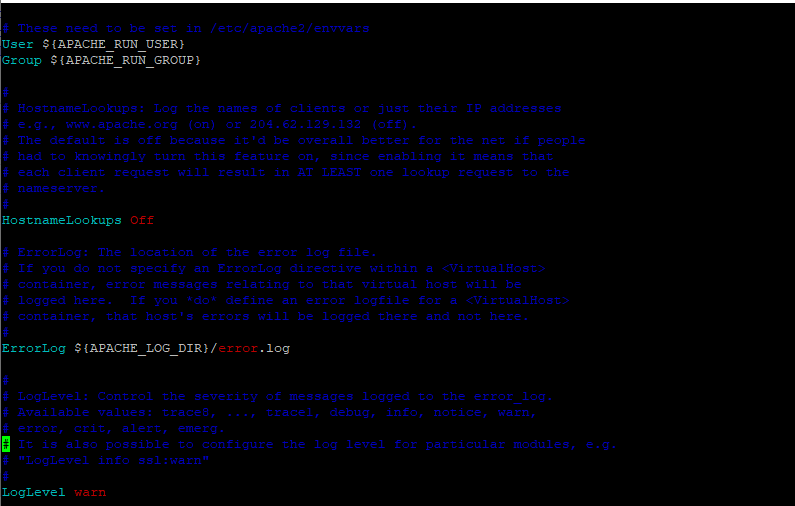 # These need to be set in /etc/apache2/envvars
User ${APACHE_RUN_USER}
Group ${APACHE_RUN_GROUP}
#
# HostnameLookups: Log the names of clients or just their IP addresses
# e.g., www.apache.org (on) or 204.62.129.132 (off).
# The default is off because it'd be overall better for the net if people
# had to knowingly turn this feature on, since enabling it means that
# each client request will result in AT LEAST one lookup request to the
# nameserver.
#
HostnameLookups Off
# ErrorLog: The location of the error log file.
# If you do not specify an ErrorLog directive within a <VirtualHost>
# container, error messages relating to that virtual host will be
# logged here.  If you *do* define an error logfile for a <VirtualHost>
# container, that host's errors will be logged there and not here.
#
ErrorLog ${APACHE_LOG_DIR}/error.log
#
# LogLevel: Control the severity of messages logged to the error_log.
# Available values: trace8, ..., trace1, debug, info, notice, warn,
# error, crit, alert, emerg.
# It is also possible to configure the log level for particular modules, e.g.
# "LogLevel info ssl:warn"
#
LogLevel warn